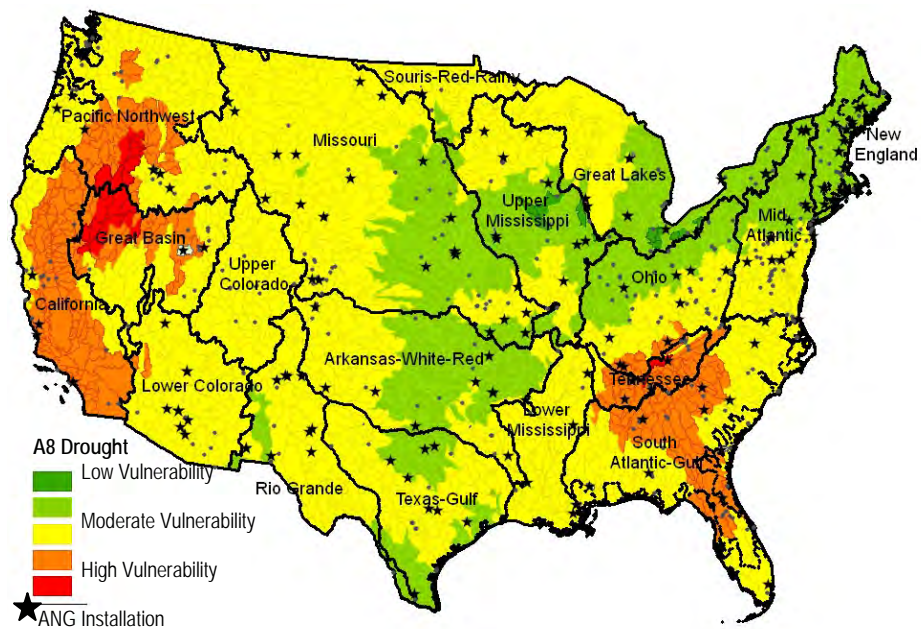 Souris-Red-Rainy
Pacific Northwest
Missouri
New
England
Great Lakes
Upper
Mississippi
Mid
Atlantic
Great Basin
Upper
Colorado
Ohio
California
Arkansas-White-Red
Lower Colorado
Tennessee
Lower
Mississippi
South
Atlantic-Gulf
Rio Grande
Texas-Gulf
A8 Drought
Low Vulnerability
Moderate Vulnerability
High Vulnerability
ANG Installation